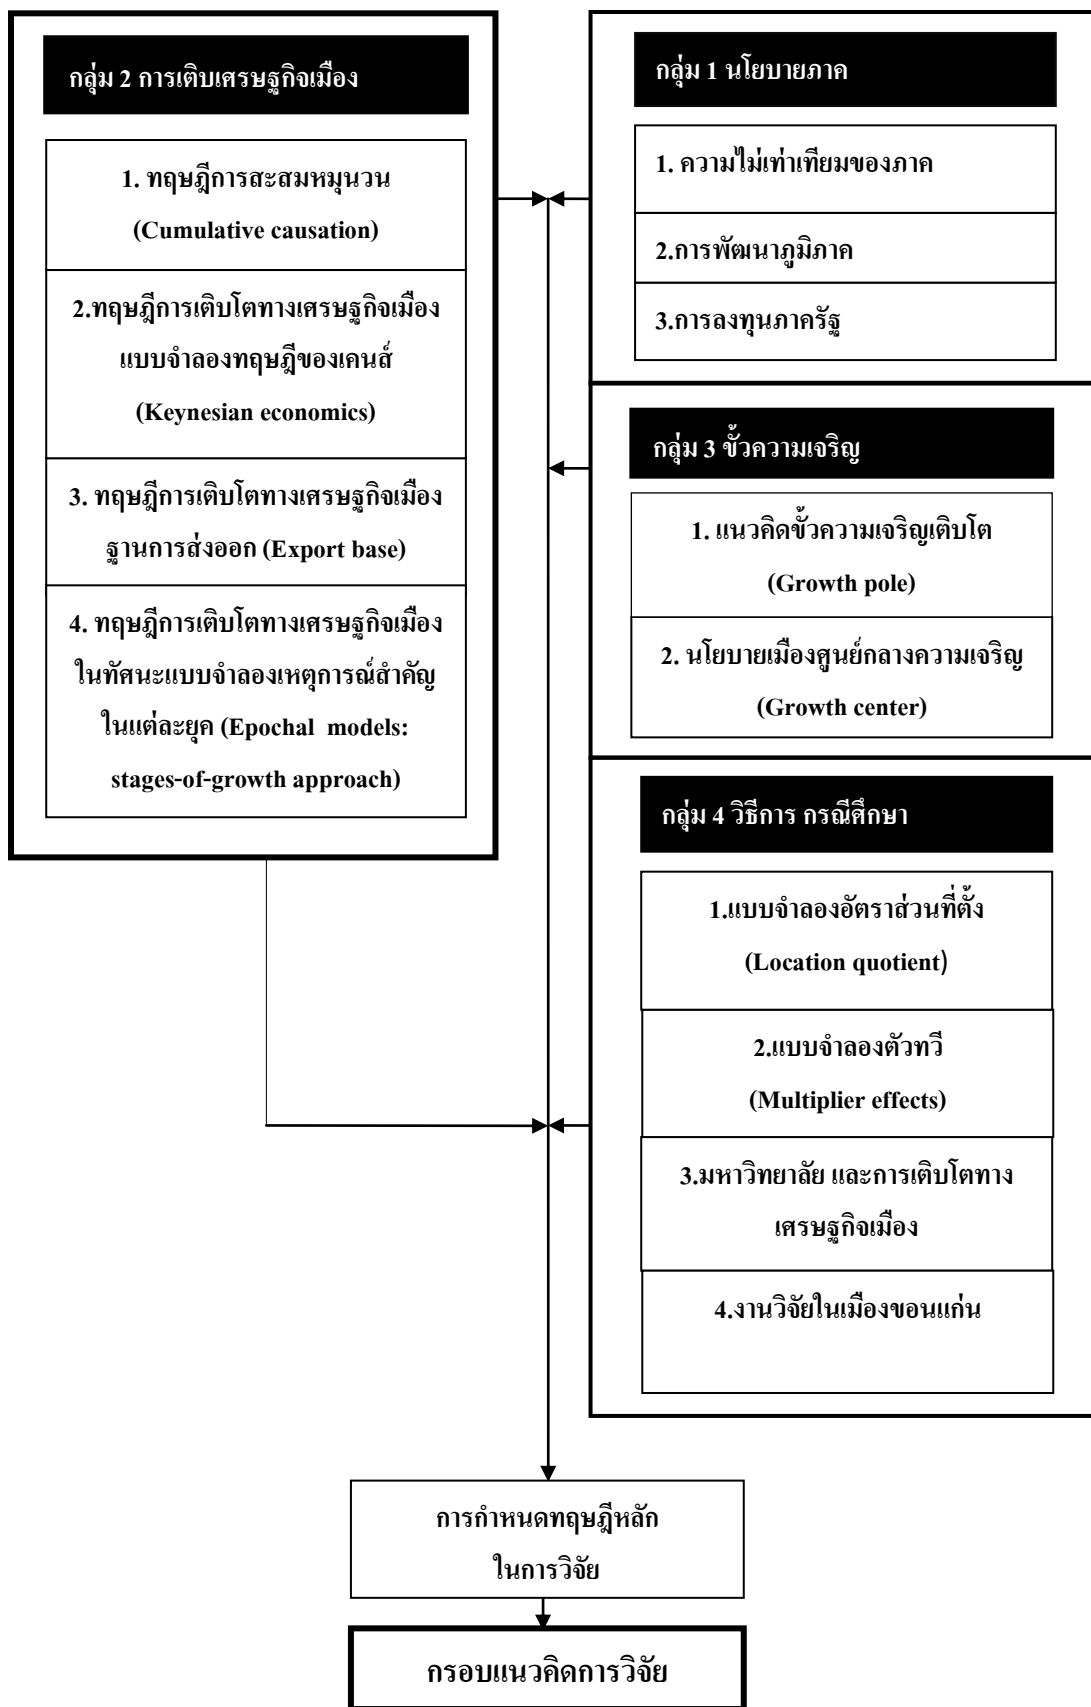 กลุ่ม 2 การเติบเศรษฐกิจเมือง
1. ทฤษฎีการสะสมหมุนวน
(Cumulative causation)
2.ทฤษฎีการเติบโตทางเศรษฐกิจเมือง
แบบจำลองทฤษฎีของเคนส์
(Keynesian economics)
3. ทฤษฎีการเติบโตทางเศรษฐกิจเมือง
ฐานการส่งออก (Export base)
4. ทฤษฎีการเติบโตทางเศรษฐกิจเมือง
ในทัศนะแบบจำลองเหตุการณ์สำคัญ
ในแต่ละยุค (Epochal models:
stages-of-growth approach)
กลุ่ม 1 นโยบายภาค
1. ความไม่เท่าเทียมของภาค
2.การพัฒนาภูมิภาค
3.การลงทุนภาครัฐ
กลุ่ม 3 ขั้วความเจริญ
1. แนวคิดขั้วความเจริญเติบโต
(Growth pole)
2. นโยบายเมืองศูนย์กลางความเจริญ
(Growth center)
กลุ่ม 4 วิธีการ กรณีศึกษา
1.แบบจำลองอัตราส่วนที่ตั้ง
(Location quotient)
2.แบบจำลองตัวทวี
(Multiplier effects)
3.มหาวิทยาลัย และการเติบโตทาง
เศรษฐกิจเมือง
4.งานวิจัยในเมืองขอนแก่น
การกำหนดทฤษฎีหลัก
ในการวิจัย
กรอบแนวคิดการวิจัย